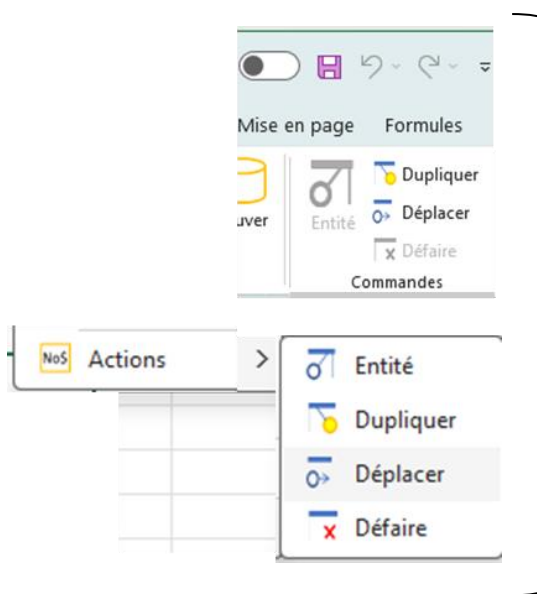 Mise en page Formules
Dupliquer
uver Entité Déplacer
Défaire
Commandes
No$ Actions > Entité
Dupliquer
Déplacer
Défaire